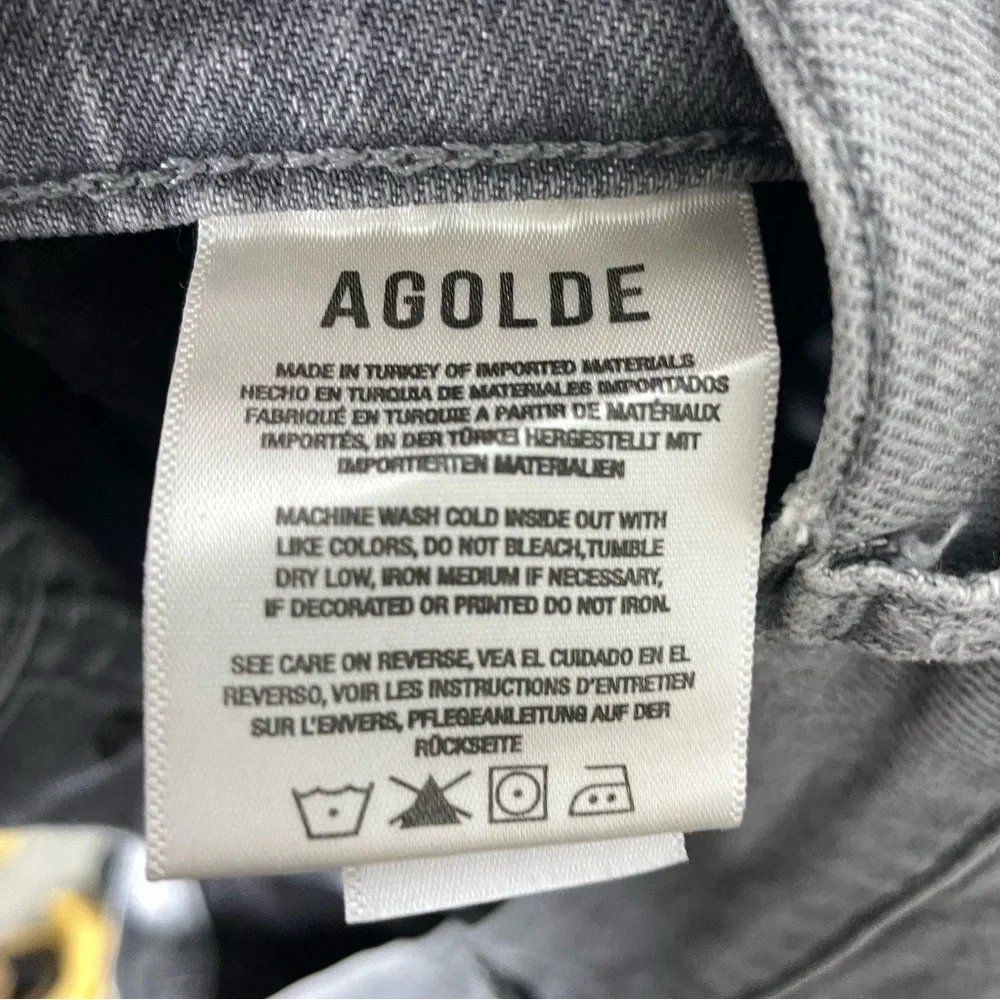 AGOLDE
MADE IN TURKEY OF IMPORTED MATERIALS
HECHO EN TURQUIA DE MATERIALES IMPORTADOS
FABRIQUÉ EN TURQUIE A PARTIR DE MATÉRIAUX
IMPORTÉS, IN DER TÜRKEI HERGESTELLT MIT
IMPORTIERTEN MATERIALIEN
MACHINE WASH COLD INSIDE OUT WITH
LIKE COLORS, DO NOT BLEACH,TUMBLE
DRY LOW, IRON MEDIUM IF NECESSARY,
IF DECORATED OR PRINTED DO NOT IRON.
SEE CARE ON REVERSE, VEA EL CUIDADO EN EL
REVERSO, VOIR LES INSTRUCTIONS D'ENTRETIEN
SUR L'ENVERS, PFLEGEANLEITUNG AUF DER
RÜCKSEITE